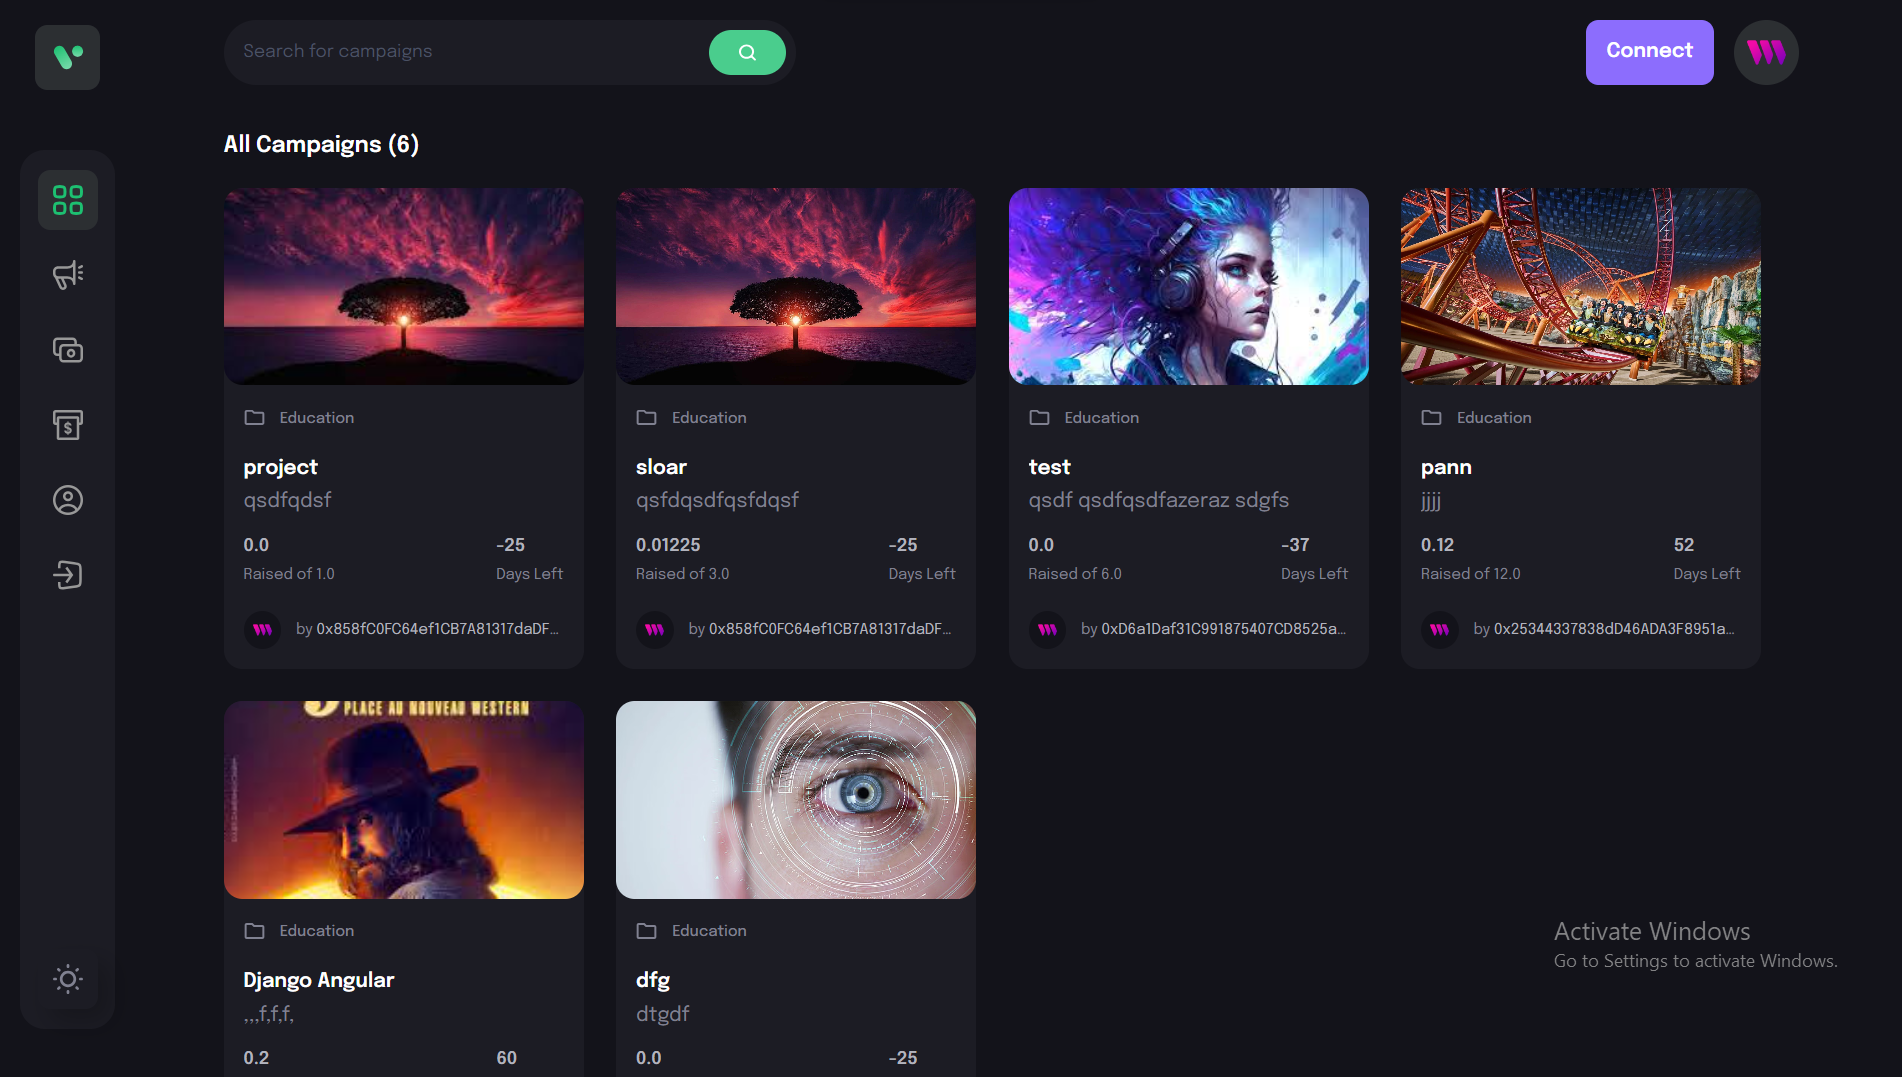 Search for campaigns
Connect
All Campaigns (6)
Education
project
qsdfqdsf
0.0
-25
Raised of 1.0
Days Left
by 0x858fC0FC64ef1CB7A81317daDF...
Education
sloar
qsfdqsdfqsfdqsf
0.01225
-25
Raised of 3.0
Days Left
by 0x858fC0FC64ef1CB7A81317daDF...
Education
test
qsdf qsdfqsdfazeraz sdgfs
0.0
-37
Raised of 6.0
Days Left
by 0xD6a1Daf31C991875407CD8525a...
Education
pann
jjjj
0.12
52
Raised of 12.0
Days Left
by 0x25344337838dD46ADA3F8951a...
PLACE AU NOUVEAU WESTERN
Education
Django Angular
,,,f,f,f,
0.2
60
Education
dfg
dtgdf
0.0
-25
Activate Windows
Go to Settings to activate Windows.